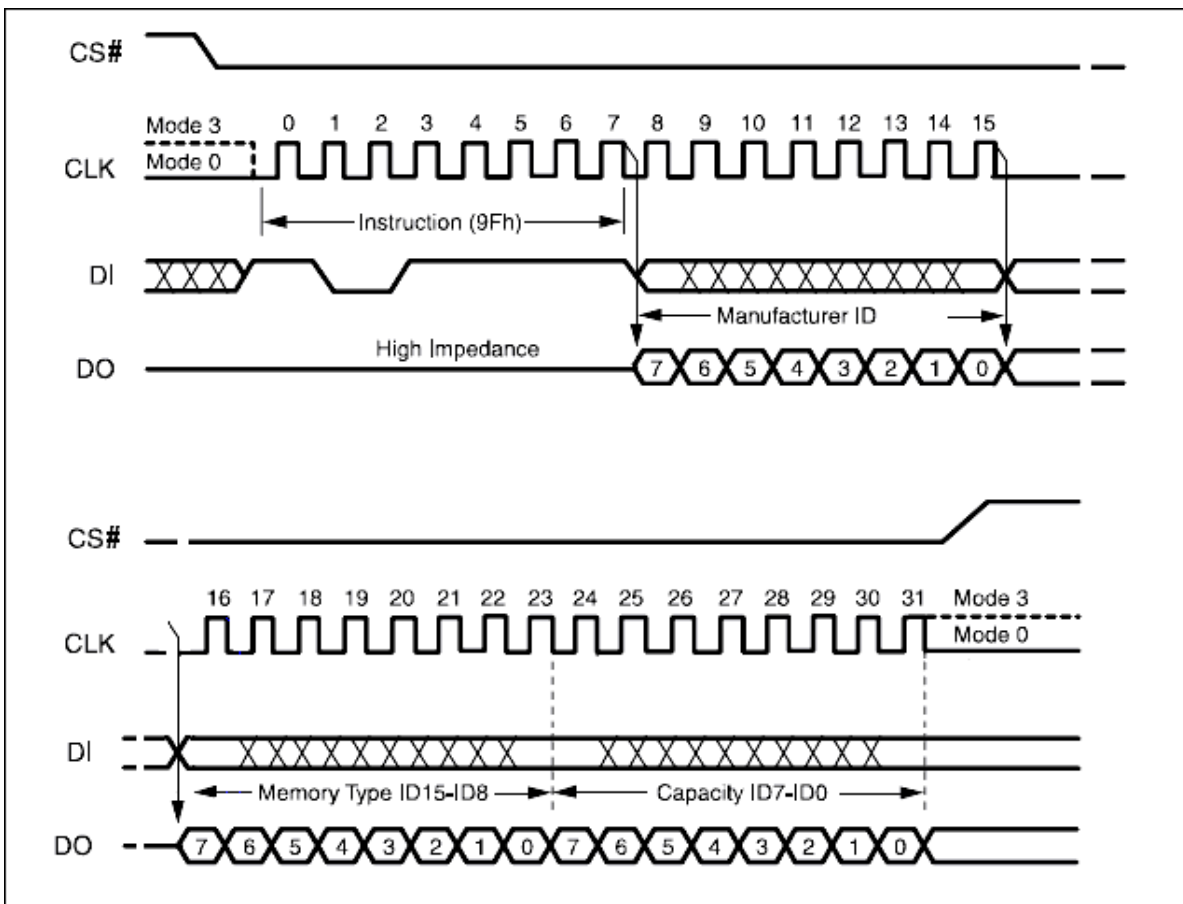 CS#
Mode 3
0 1 2 3 4 5 6 7 8 9 10 11 12 13 14 15
CLK
Mode 0
Instruction (9Fh)
DI
Manufacturer ID
High Impedance
DO
7 6 5 4 3 2 1 0
CS#
16 17 18 19 20 21 22 23 24 25 26 27 28 29 30 31
Mode 3
CLK
Mode 0
DI
Memory Type ID15-ID8
Capacity ID7-ID0
DO
7 6 5 4 3 2 1 0 7 6 5 4 3 2 1 0